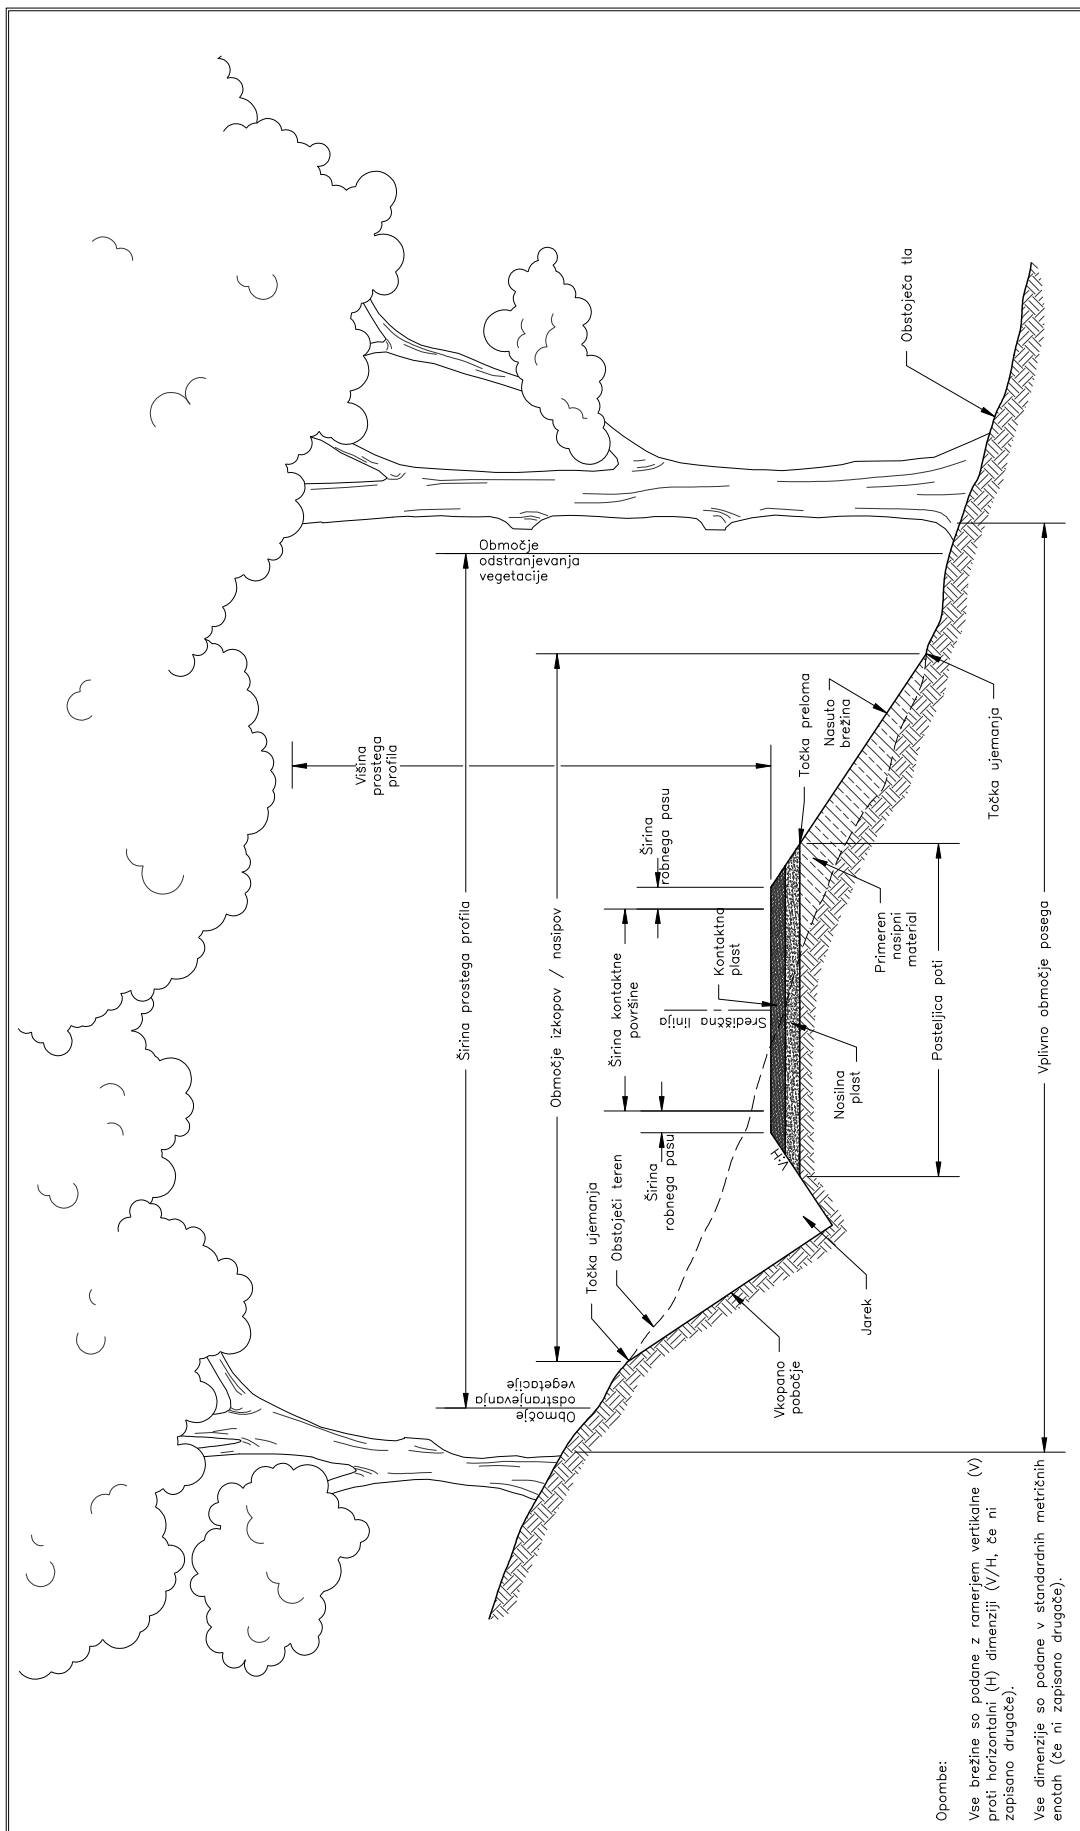 Višina
prostega
profila
Širina prostega profila
Območje
odstranjevanja
vegetacije
Območje
odstranjevanja
vegetacije
Območje izkopov / nasipov
Širina kontaktne
površine
Širina
robnega pasu
Širina
robnega pasu
Središčna linija
Kontaktna
plast
Točka ujemanja
Obstoječi teren
V:H
Točka preloma
Nasuto
brežina
Obstoječa tla
Točka ujemanja
Primeren
nasipni
material
Posteljica poti
Nosilna
plast
Jarek
Vkopano
pobočje
Vplivno območje posega
Opombe:
Vse brežine so podane z ramerjem vertikalne (V)
proti horizontalni (H) dimenziji (V/H, če ni
zapisano drugače).
Vse dimenzije so podane v standardnih metričnih
enotah (če ni zapisano drugače).